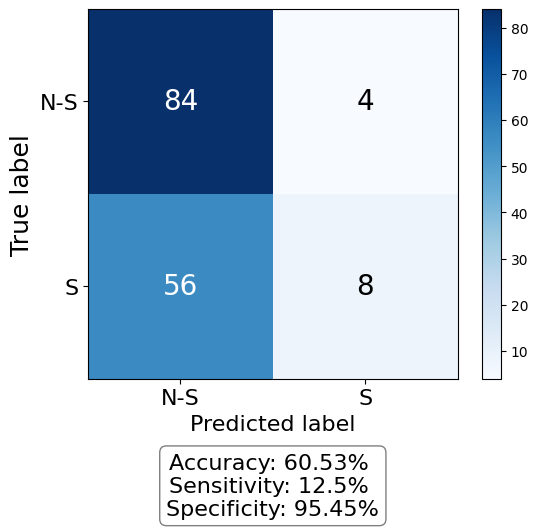 True label
N-S
84
4
S
56
8
N-S
S
Predicted label
80
70
60
50
40
30
20
10
Accuracy: 60.53%
Sensitivity: 12.5%
Specificity: 95.45%